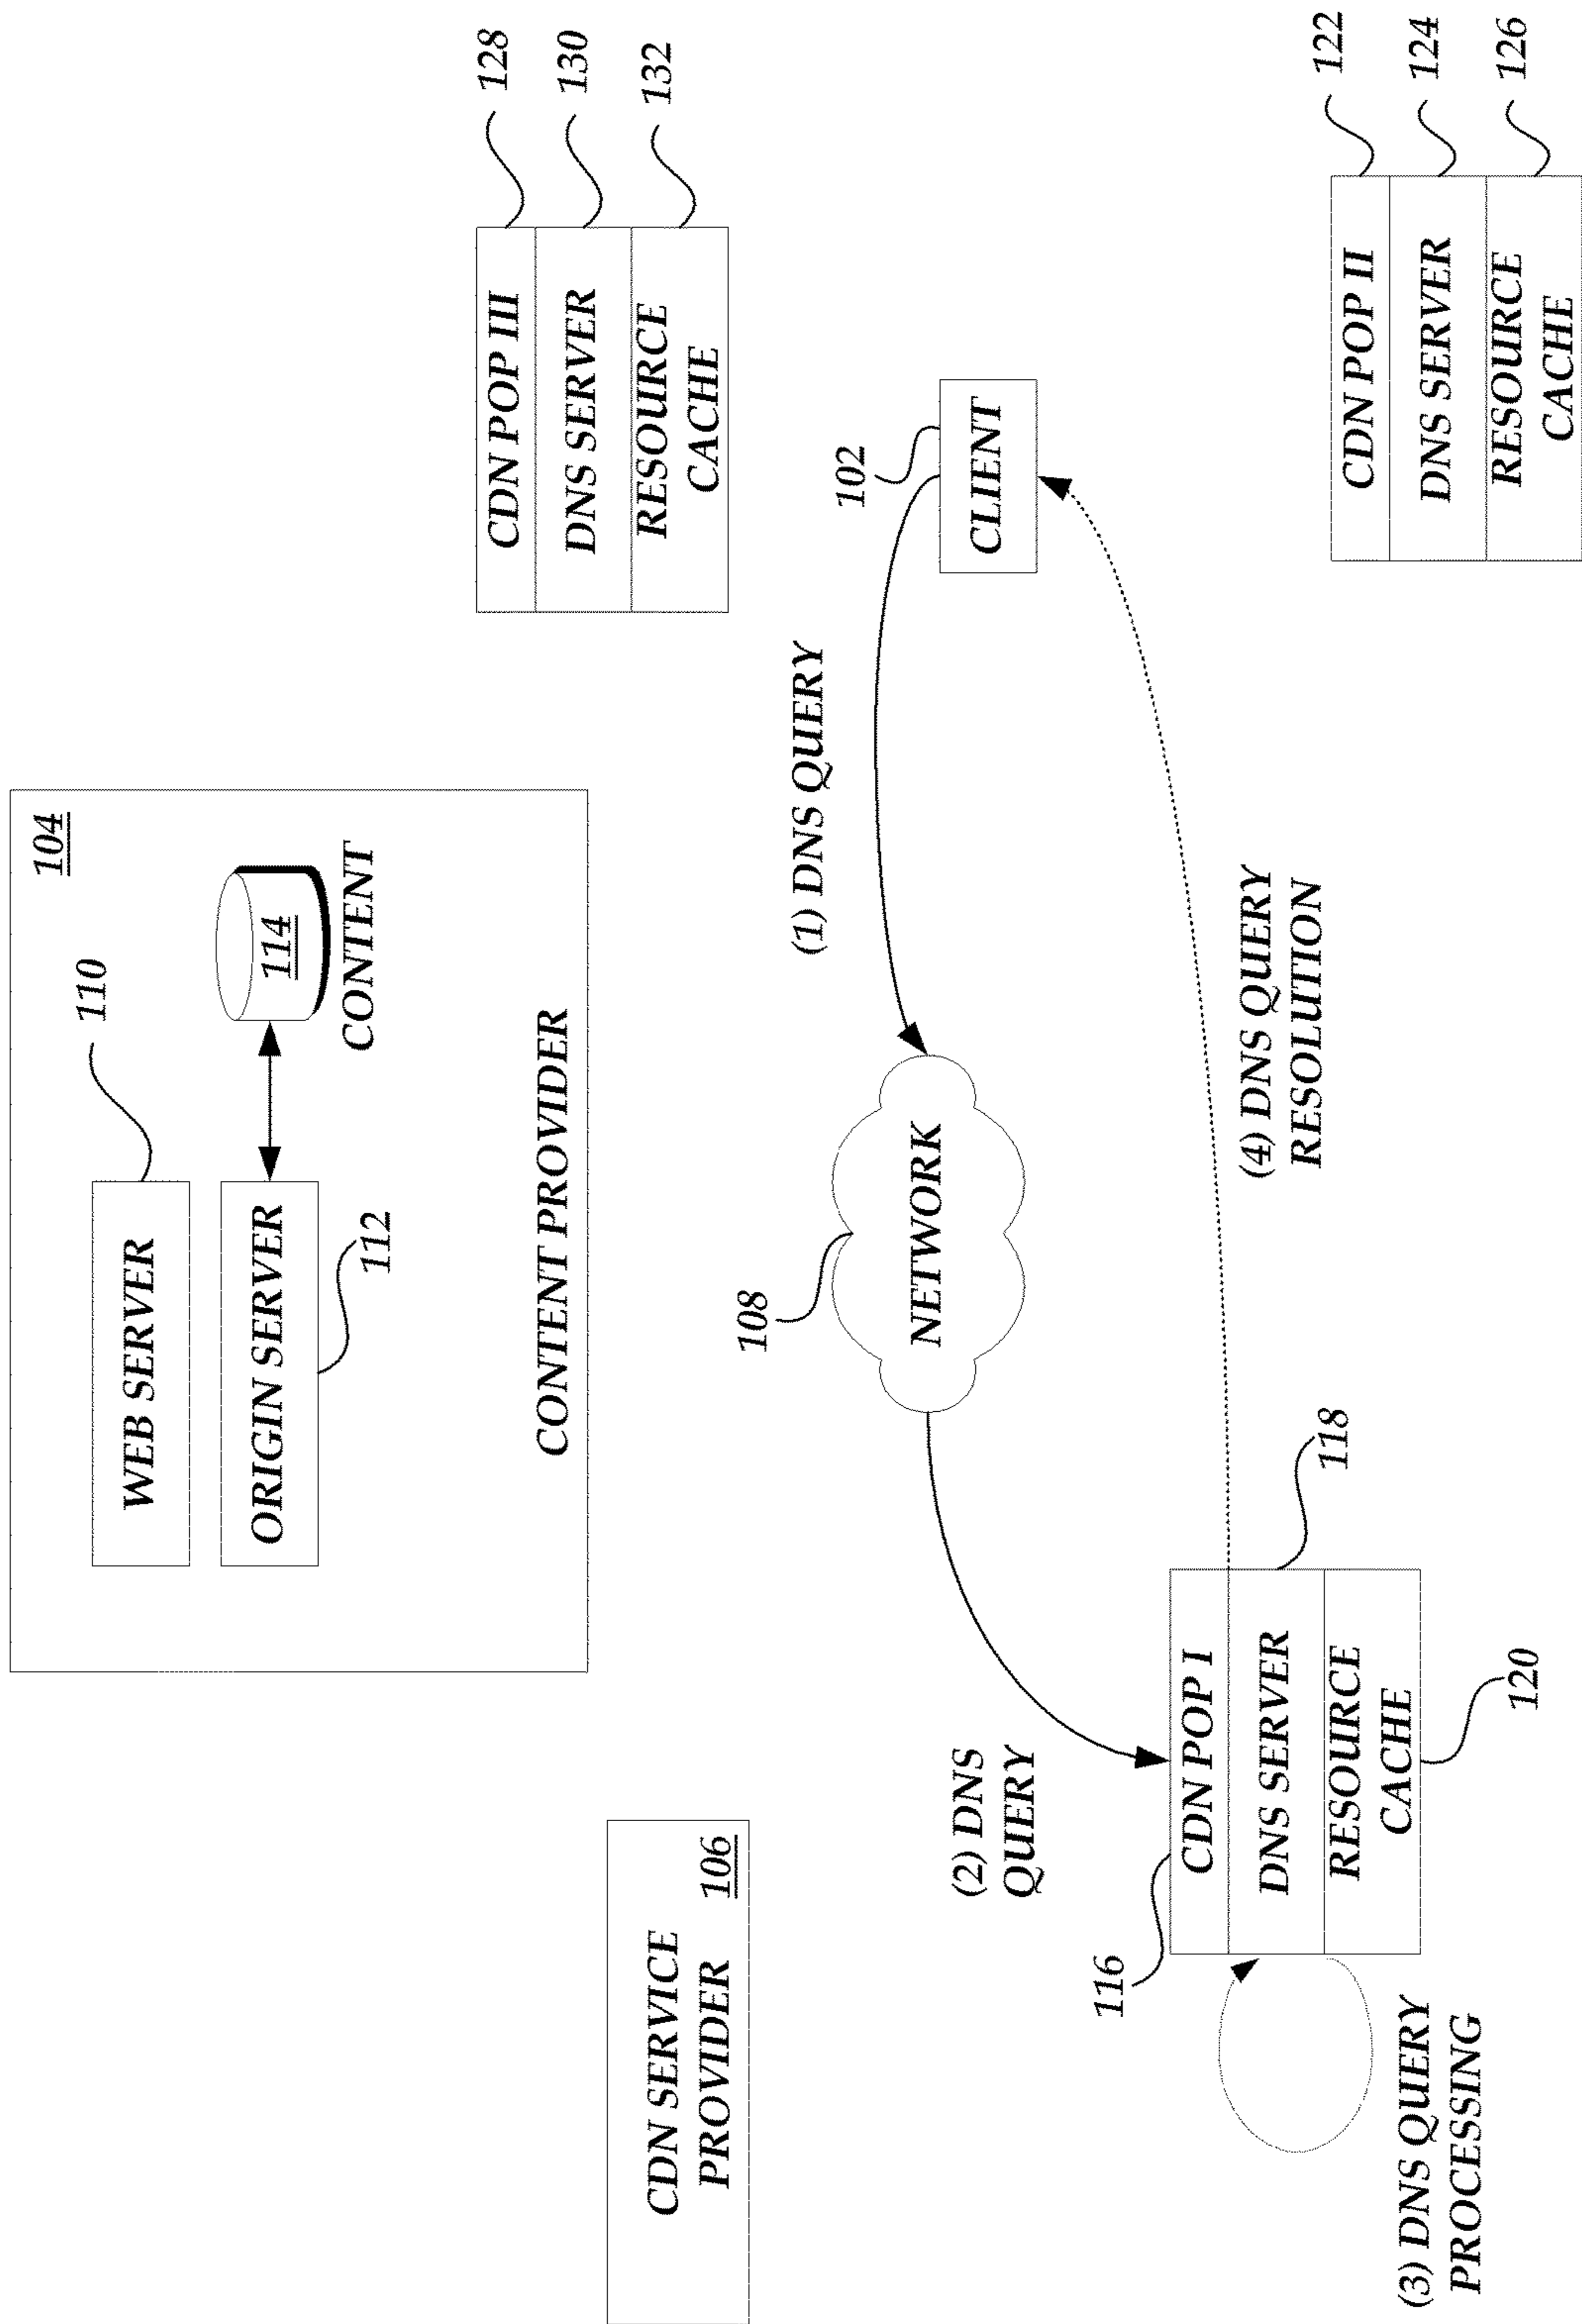 104
WEB SERVER
110
ORIGIN SERVER
112
114
CONTENT
CONTENT PROVIDER
CDN SERVICE
PROVIDER
106
CDN POP III
128
DNS SERVER
130
RESOURCE
CACHE
132
(1) DNS QUERY
108
NETWORK
102
CLIENT
(2) DNS
QUERY
116
CDN POP I
DNS SERVER
118
RESOURCE
CACHE
120
(3) DNS QUERY
PROCESSING
(4) DNS QUERY
RESOLUTION
CDN POP II
122
DNS SERVER
124
RESOURCE
CACHE
126